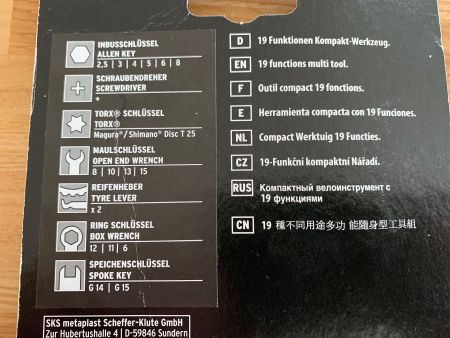 INBUSSCHLÜSSEL
ALLEN KEY
2,5 | 3 | 4 | 5 | 6 | 8
SCHRAUBENDREHER
SCREWDRIVER
+
TORX® SCHLÜSSEL
TORX®
Magura®/Shimano® Disc T 25
MAULSCHLÜSSEL
OPEN END WRENCH
8 | 10 | 13 | 15
REIFENHEBER
TYRE LEVER
x 2
RING SCHLÜSSEL
BOX WRENCH
12 | 11 | 6
SPEICHENSCHLÜSSEL
SPOKE KEY
G 14 | G 15
SKS metaplast Scheffer-Klute GmbH
Zur Hubertushalle 4 | D-59846 Sundern
D 19 Funktionen Kompakt-Werkzeug.
EN 19 functions multi tool.
F Outil compact 19 fonctions.
E Herramienta compacta con 19 Funciones.
NL Compact Werktuig 19 Functies.
CZ 19-Funkční kompaktní Nářadí.
RUS Компактный велоинструмент с
19 функциями
CN 19 種不同用途多功 能隨身型工具組